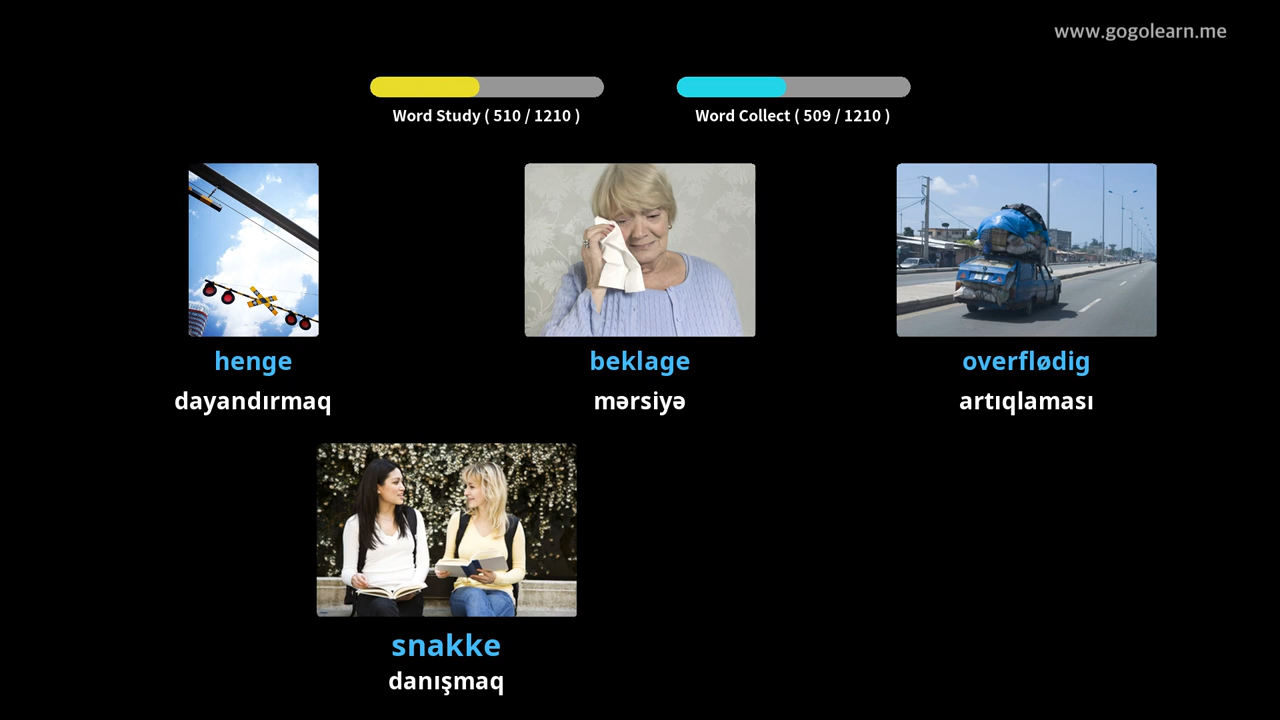 www.gogolearn.me
Word Study ( 510 / 1210 )
Word Collect ( 509 / 1210 )
henge
dayandırmaq
beklage
mərsiyə
overflødig
artıqlaması
snakke
danışmaq